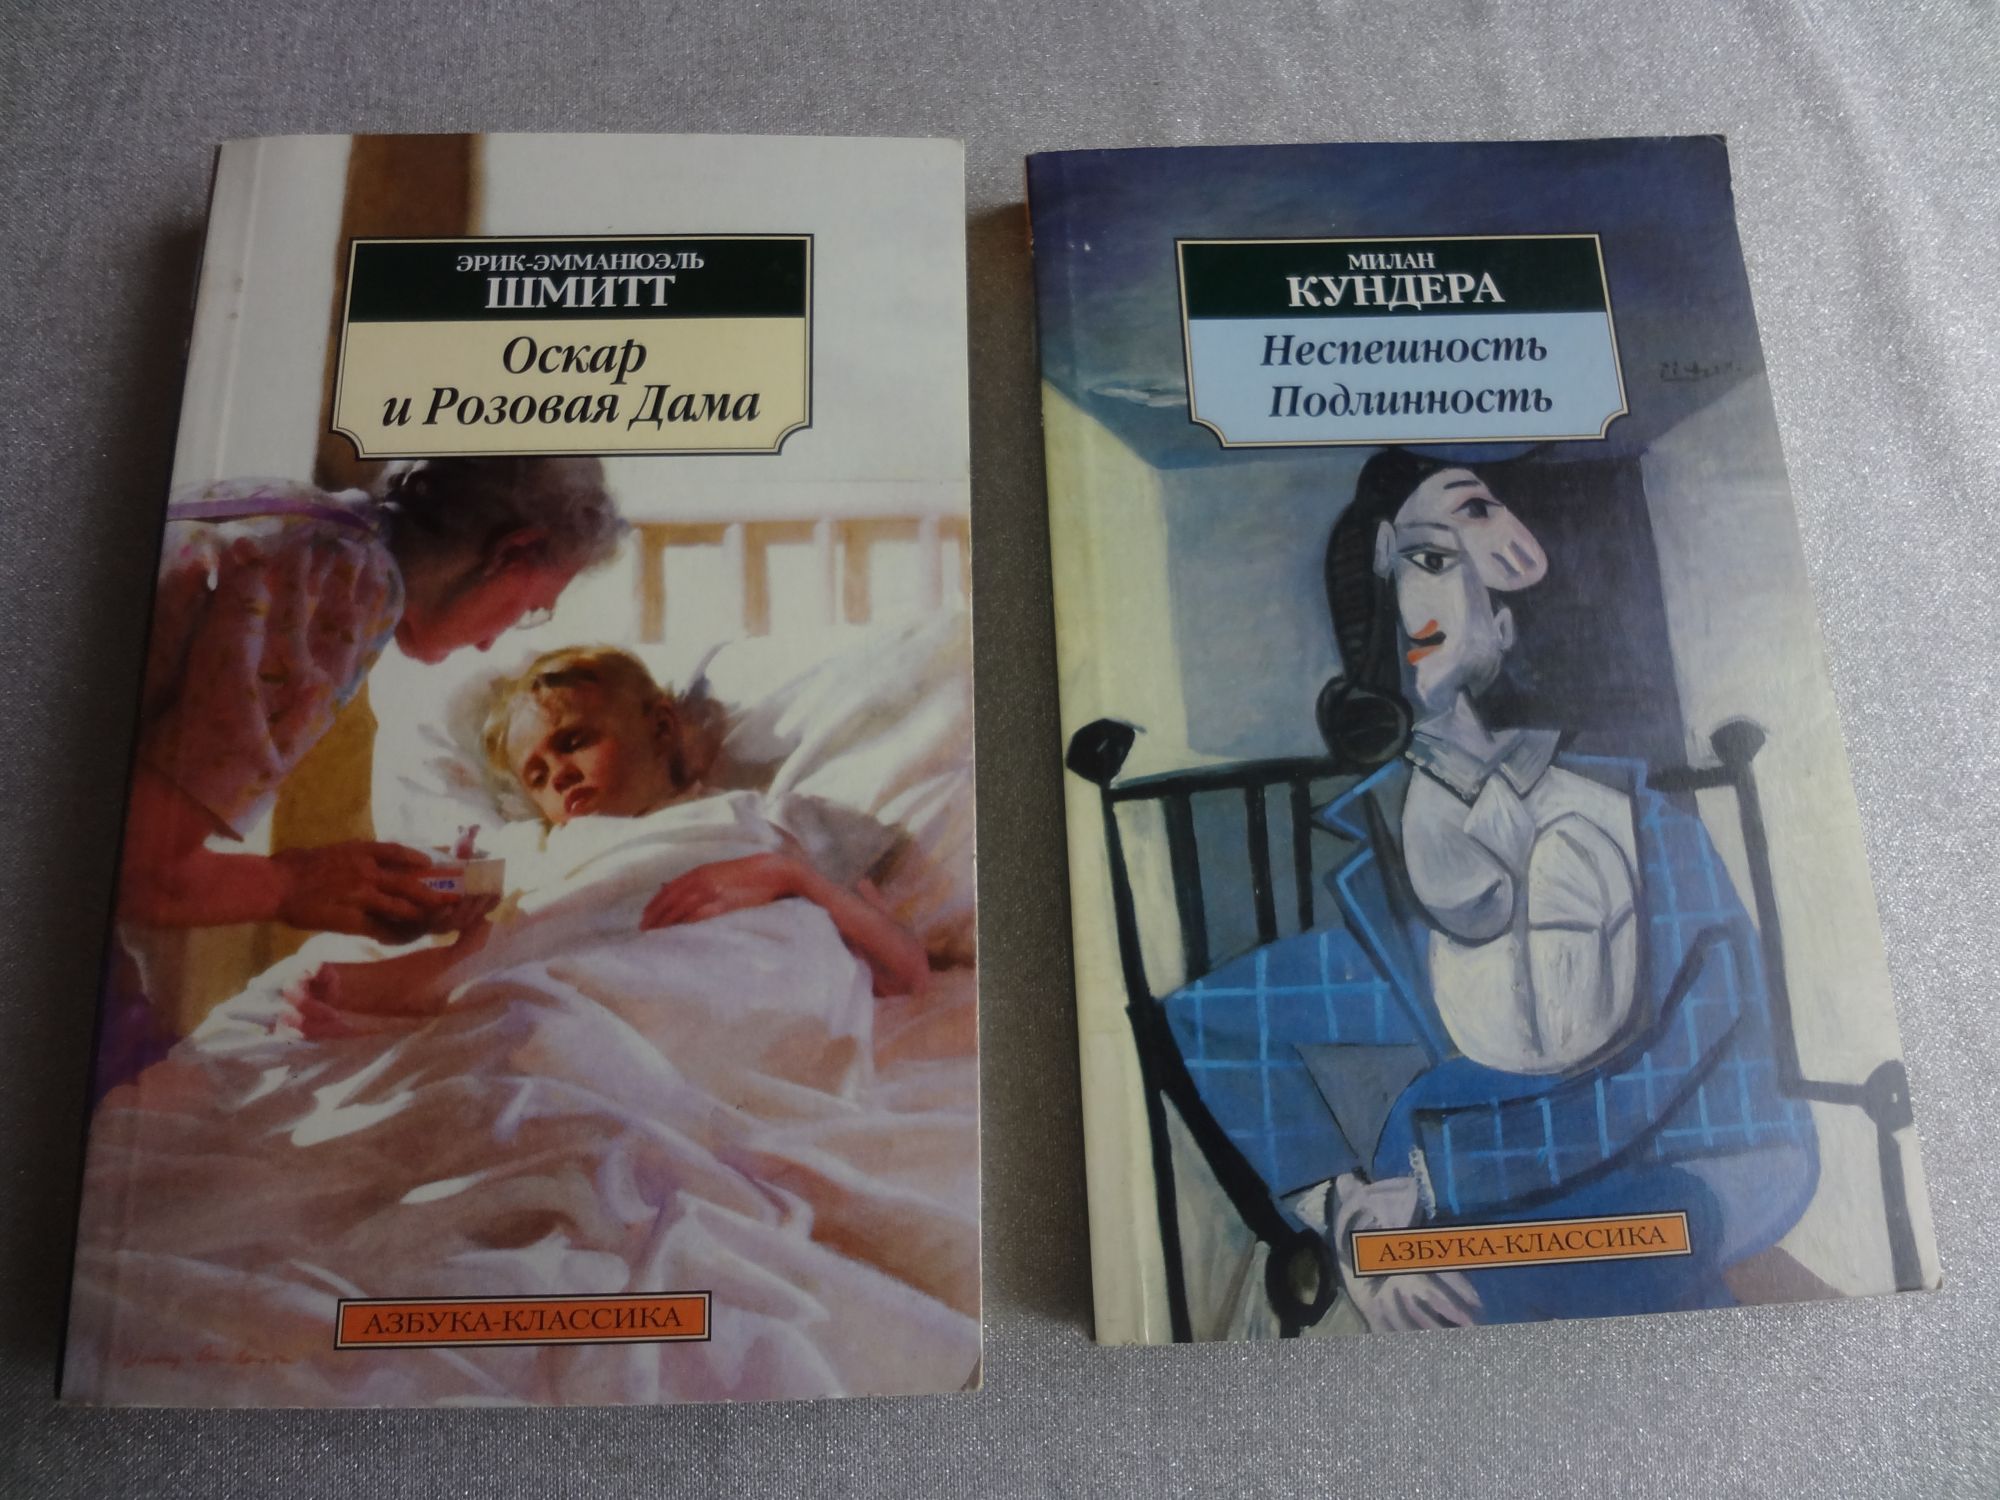 ЭРИК-ЭММАНЮЭЛЬ
ШМИТТ
Оскар
и Розовая Дама
АЗБУКА-КЛАССИКА
МИЛАН
КУНДЕРА
Неспешность
Подлинность
АЗБУКА-КЛАССИКА